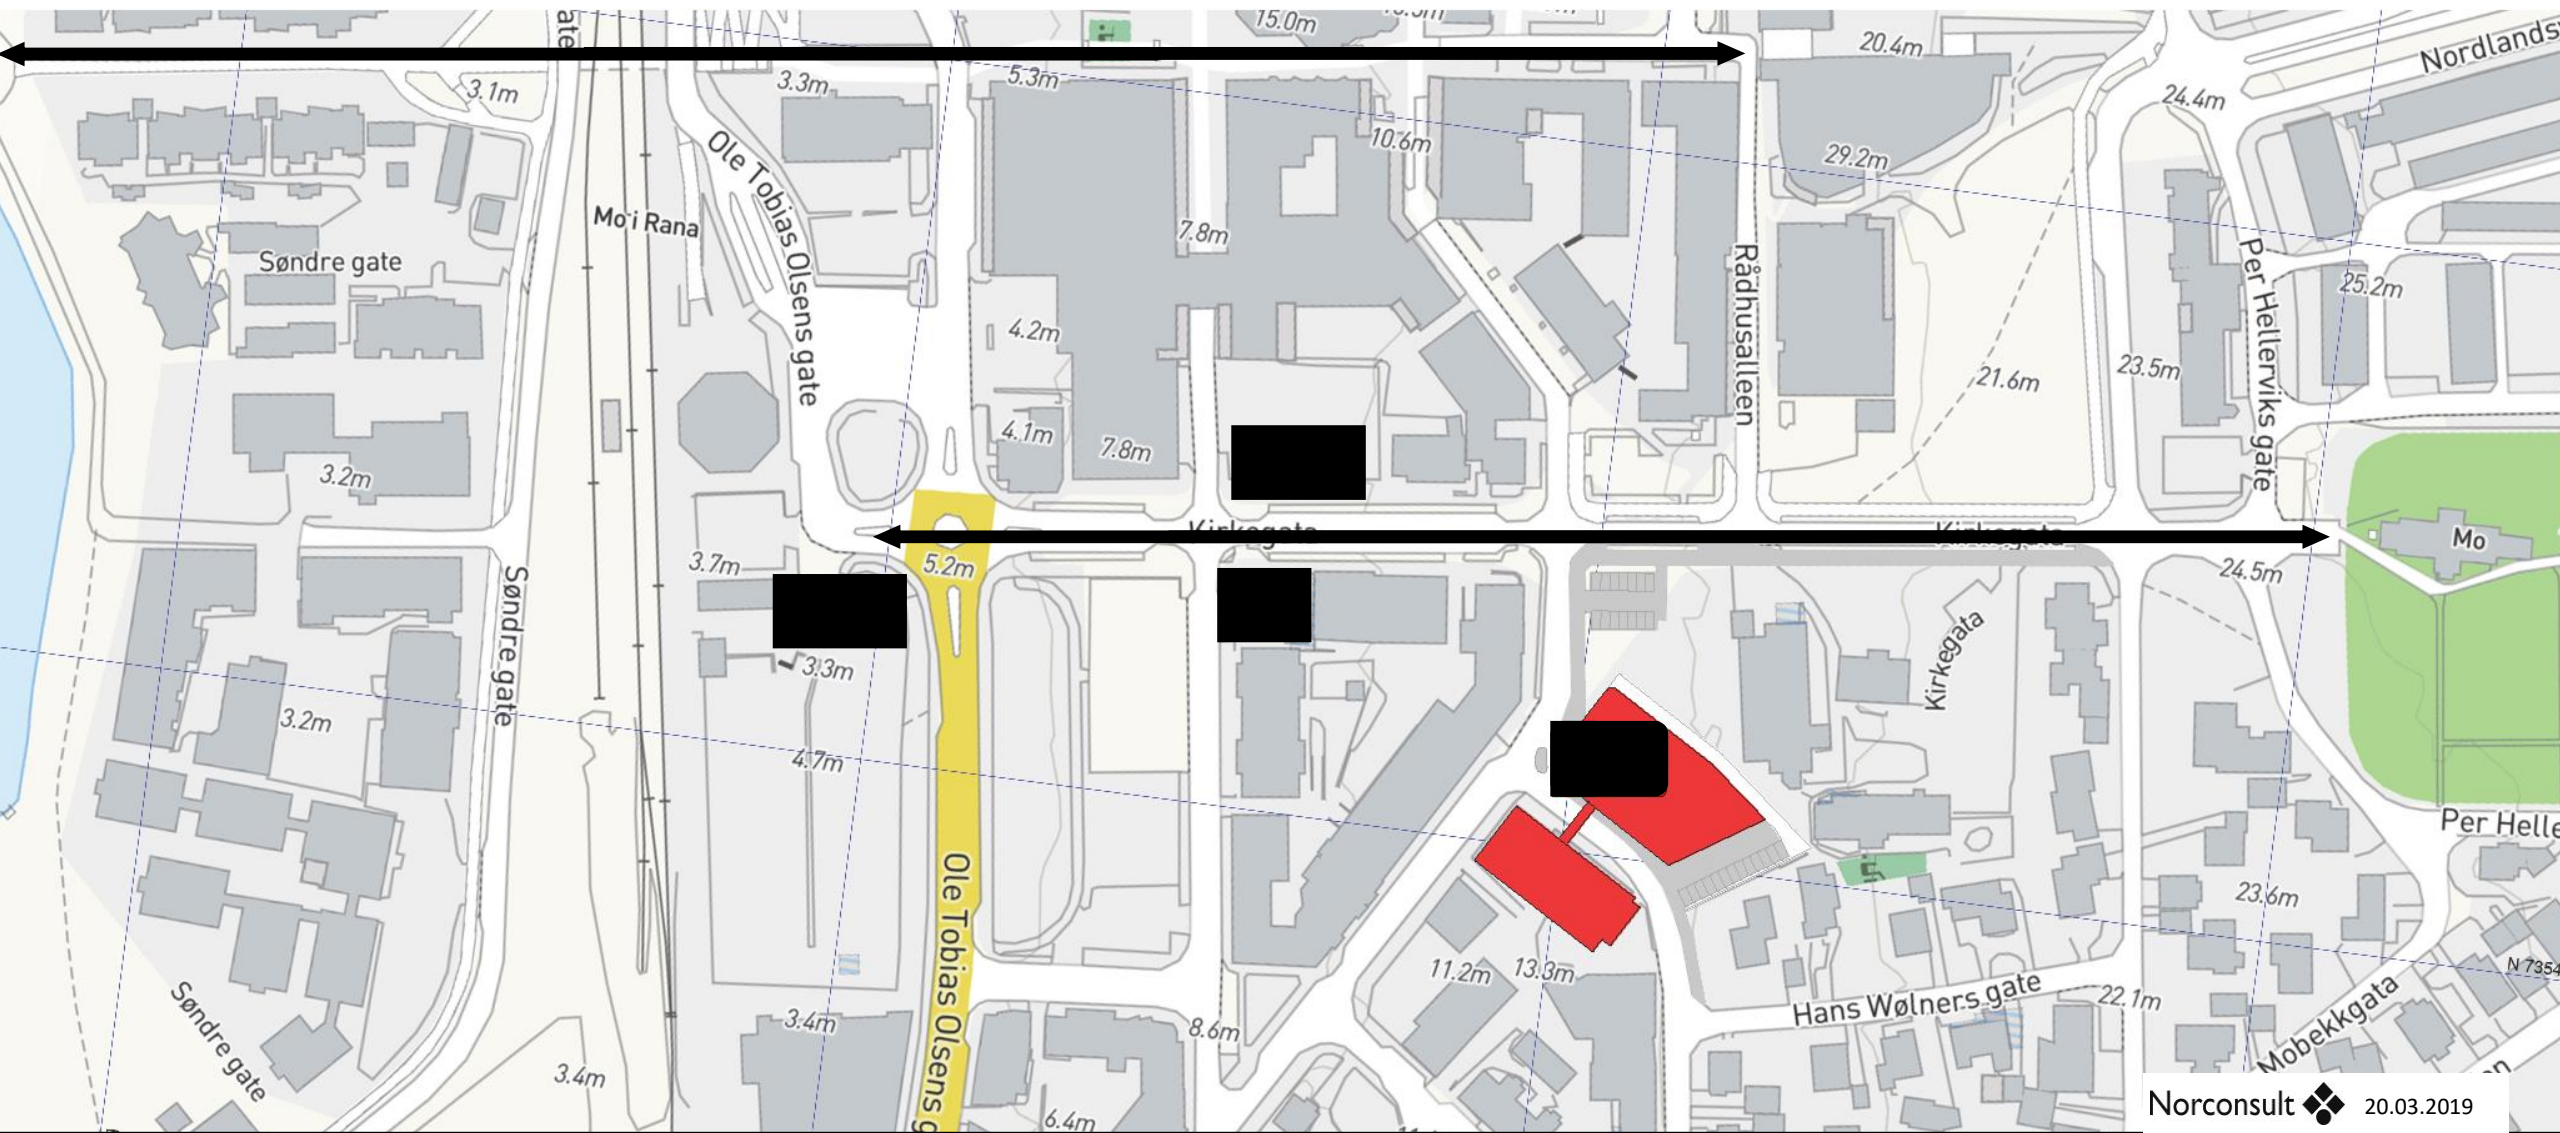 15.0m
20.4m
Nordlands
3.1m
3.3m
5.3m
24.4m
10.6m
29.2m
Ole Tobias Olsens gate
Mo i Rana
7.8m
Søndre gate
Rådhusalleen
Per Hellerviks gate
25.2m
4.2m
21.6m
23.5m
4.1m
7.8m
3.2m
Kirkegata
Kirkegata
Mo
3.7m
5.2m
24.5m
Søndre gate
3.3m
Kirkegata
3.2m
4.7m
Per Helle
Ole Tobias Olsens g
23.6m
11.2m
13.3m
N 7354
Søndre gate
Hans Wølners gate
22.1m
3.4m
8.6m
Mobekkgata
3.4m
6.4m
Norconsult 20.03.2019